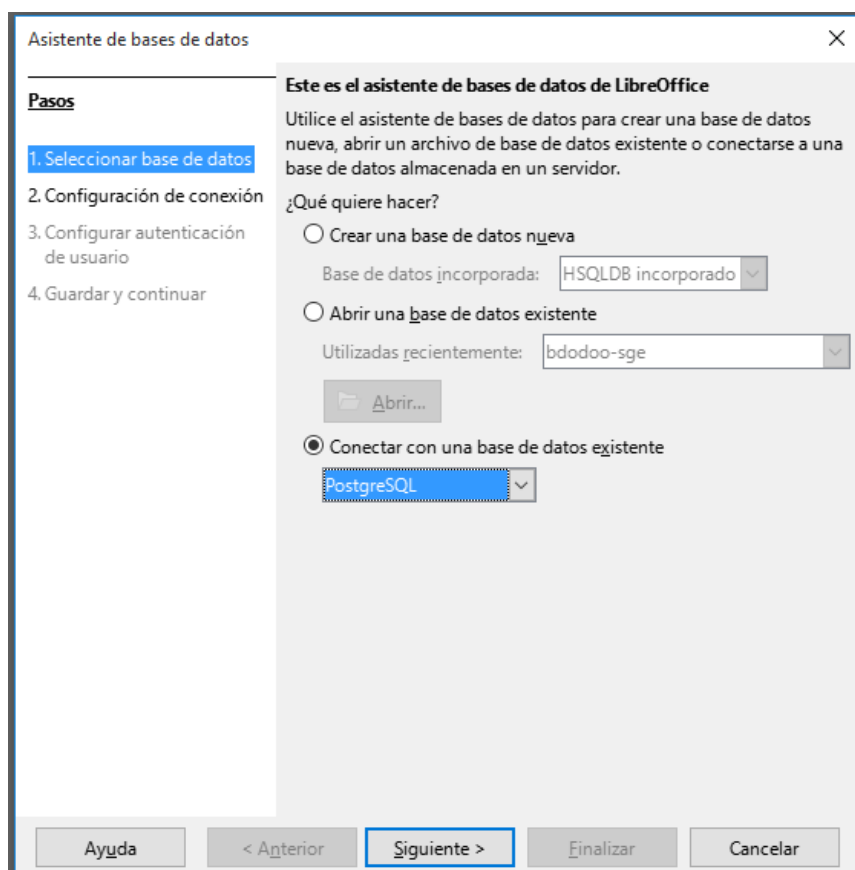 Asistente de bases de datos
Pasos
1. Seleccionar base de datos
2. Configuración de conexión
3. Configurar autenticación
de usuario
4. Guardar y continuar
Este es el asistente de bases de datos de LibreOffice
Utilice el asistente de bases de datos para crear una base de datos
nueva, abrir un archivo de base de datos existente o conectarse a una
base de datos almacenada en un servidor.
¿Qué quiere hacer?
Crear una base de datos nueva
Base de datos incorporada: HSQLDB incorporado
Abrir una base de datos existente
Utilizadas recientemente: bdodoo-sge
Abrir...
Conectar con una base de datos existente
PostgreSQL
Ayuda < Anterior Siguiente > Finalizar Cancelar